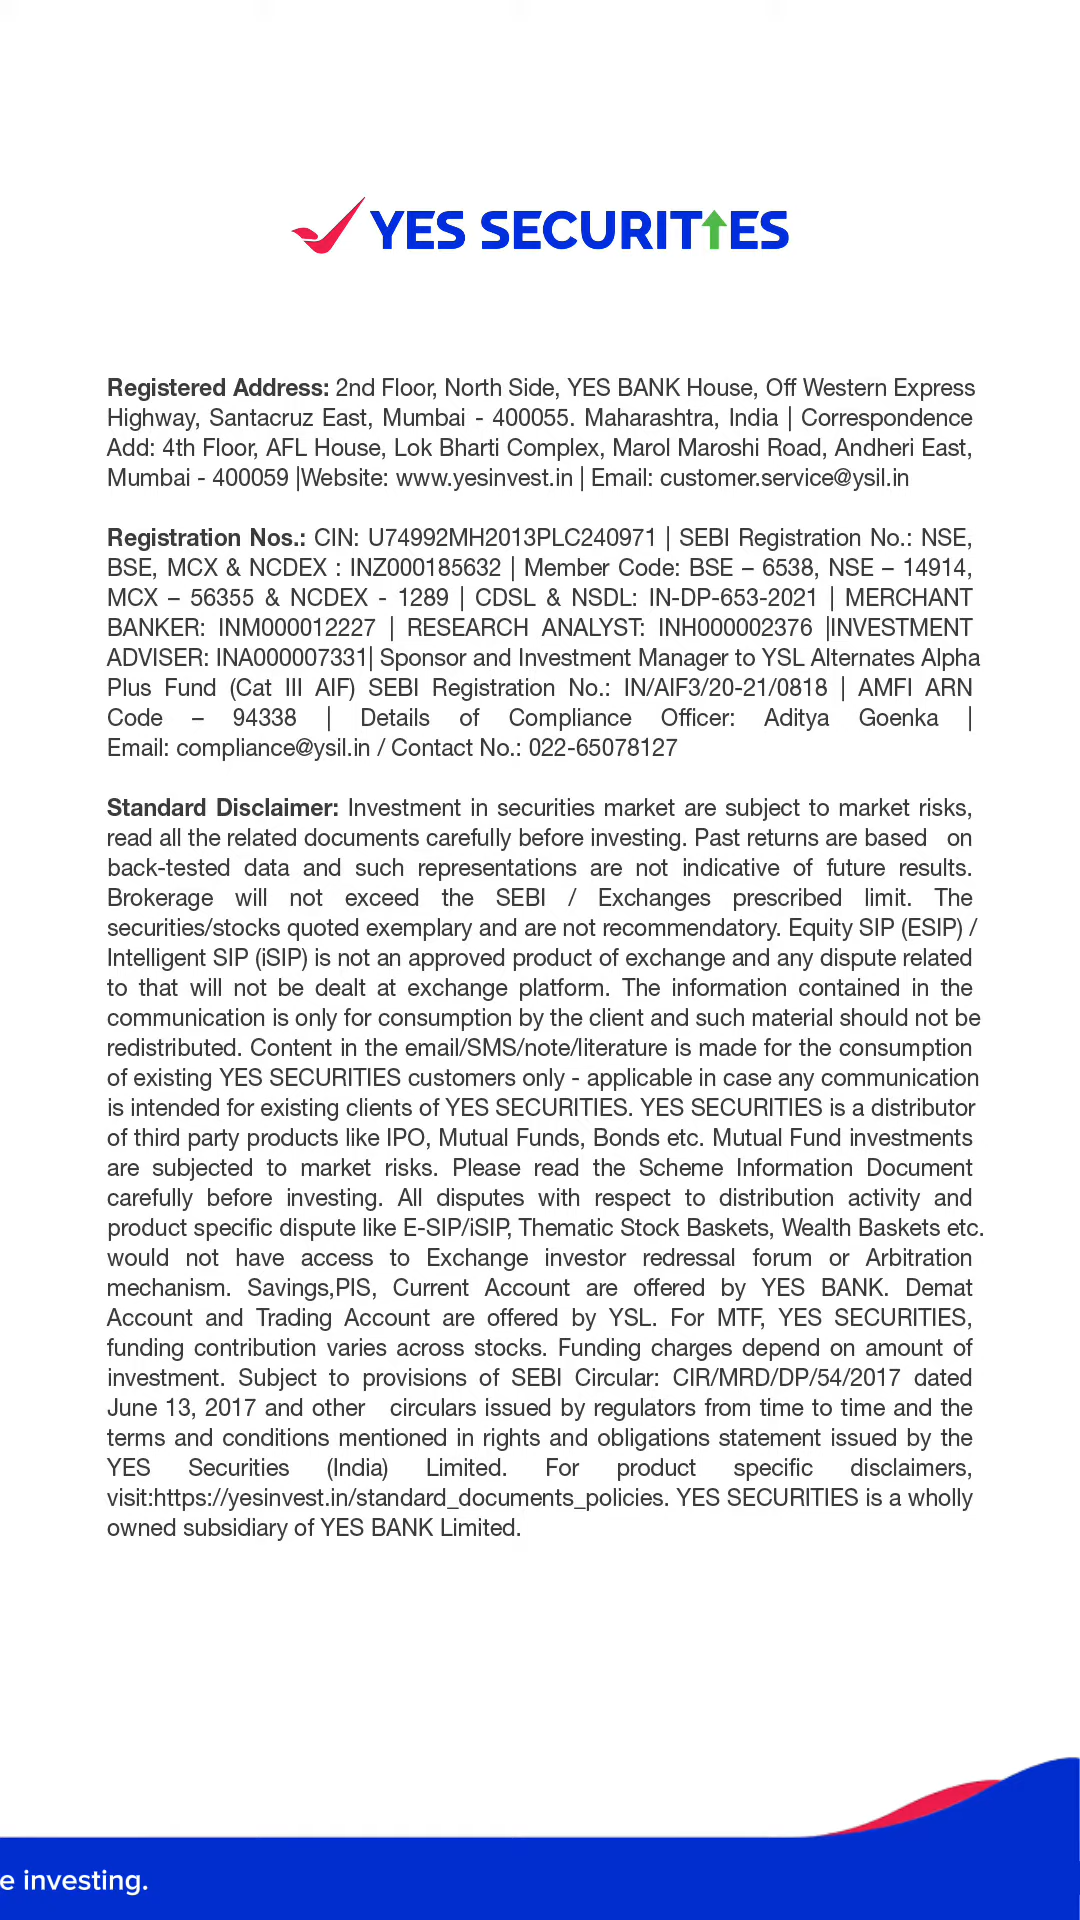 YES SECURITIES
Registered Address: 2nd Floor, North Side, YES BANK House, Off Western Express
Highway, Santacruz East, Mumbai - 400055. Maharashtra, India | Correspondence
Add: 4th Floor, AFL House, Lok Bharti Complex, Marol Maroshi Road, Andheri East,
Mumbai - 400059 |Website: www.yesinvest.in | Email: customer.service@ysil.in
Registration Nos.: CIN: U74992MH2013PLC240971 | SEBI Registration No.: NSE,
BSE, MCX & NCDEX : INZ000185632 | Member Code: BSE – 6538, NSE – 14914,
MCX – 56355 & NCDEX - 1289 | CDSL & NSDL: IN-DP-653-2021 | MERCHANT
BANKER: INM000012227 | RESEARCH ANALYST: INH000002376 |INVESTMENT
ADVISER: INA000007331| Sponsor and Investment Manager to YSL Alternates Alpha
Plus Fund (Cat III AIF) SEBI Registration No.: IN/AIF3/20-21/0818 | AMFI ARN
Code – 94338 | Details of Compliance Officer: Aditya Goenka |
Email: compliance@ysil.in / Contact No.: 022-65078127
Standard Disclaimer: Investment in securities market are subject to market risks,
read all the related documents carefully before investing. Past returns are based on
back-tested data and such representations are not indicative of future results.
Brokerage will not exceed the SEBI / Exchanges prescribed limit. The
securities/stocks quoted exemplary and are not recommendatory. Equity SIP (ESIP) /
Intelligent SIP (iSIP) is not an approved product of exchange and any dispute related
to that will not be dealt at exchange platform. The information contained in the
communication is only for consumption by the client and such material should not be
redistributed. Content in the email/SMS/note/literature is made for the consumption
of existing YES SECURITIES customers only - applicable in case any communication
is intended for existing clients of YES SECURITIES. YES SECURITIES is a distributor
of third party products like IPO, Mutual Funds, Bonds etc. Mutual Fund investments
are subjected to market risks. Please read the Scheme Information Document
carefully before investing. All disputes with respect to distribution activity and
product specific dispute like E-SIP/iSIP, Thematic Stock Baskets, Wealth Baskets etc.
would not have access to Exchange investor redressal forum or Arbitration
mechanism. Savings,PIS, Current Account are offered by YES BANK. Demat
Account and Trading Account are offered by YSL. For MTF, YES SECURITIES,
funding contribution varies across stocks. Funding charges depend on amount of
investment. Subject to provisions of SEBI Circular: CIR/MRD/DP/54/2017 dated
June 13, 2017 and other circulars issued by regulators from time to time and the
terms and conditions mentioned in rights and obligations statement issued by the
YES Securities (India) Limited. For product specific disclaimers,
visit:https://yesinvest.in/standard_documents_policies. YES SECURITIES is a wholly
owned subsidiary of YES BANK Limited.
e investing.